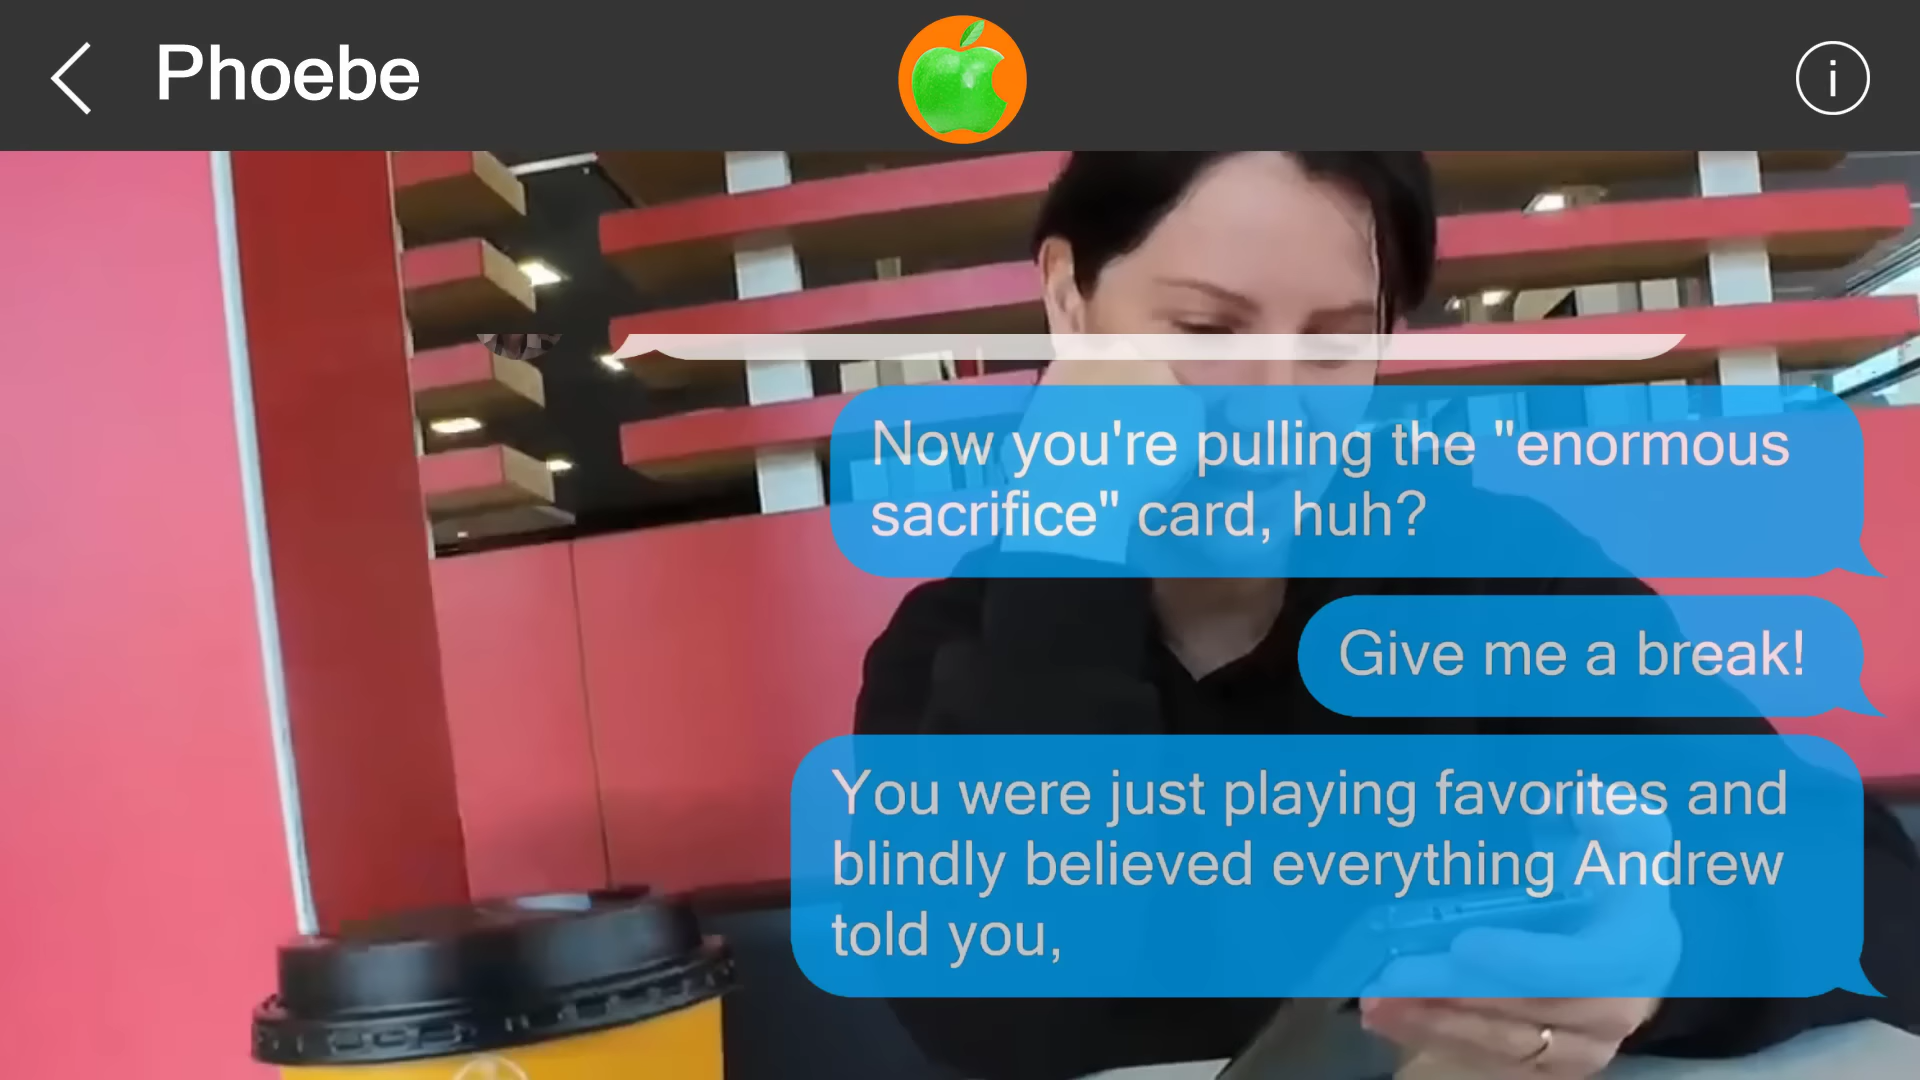 Phoebe
Now you're pulling the "enormous
sacrifice" card, huh?
Give me a break!
You were just playing favorites and
blindly believed everything Andrew
told you,